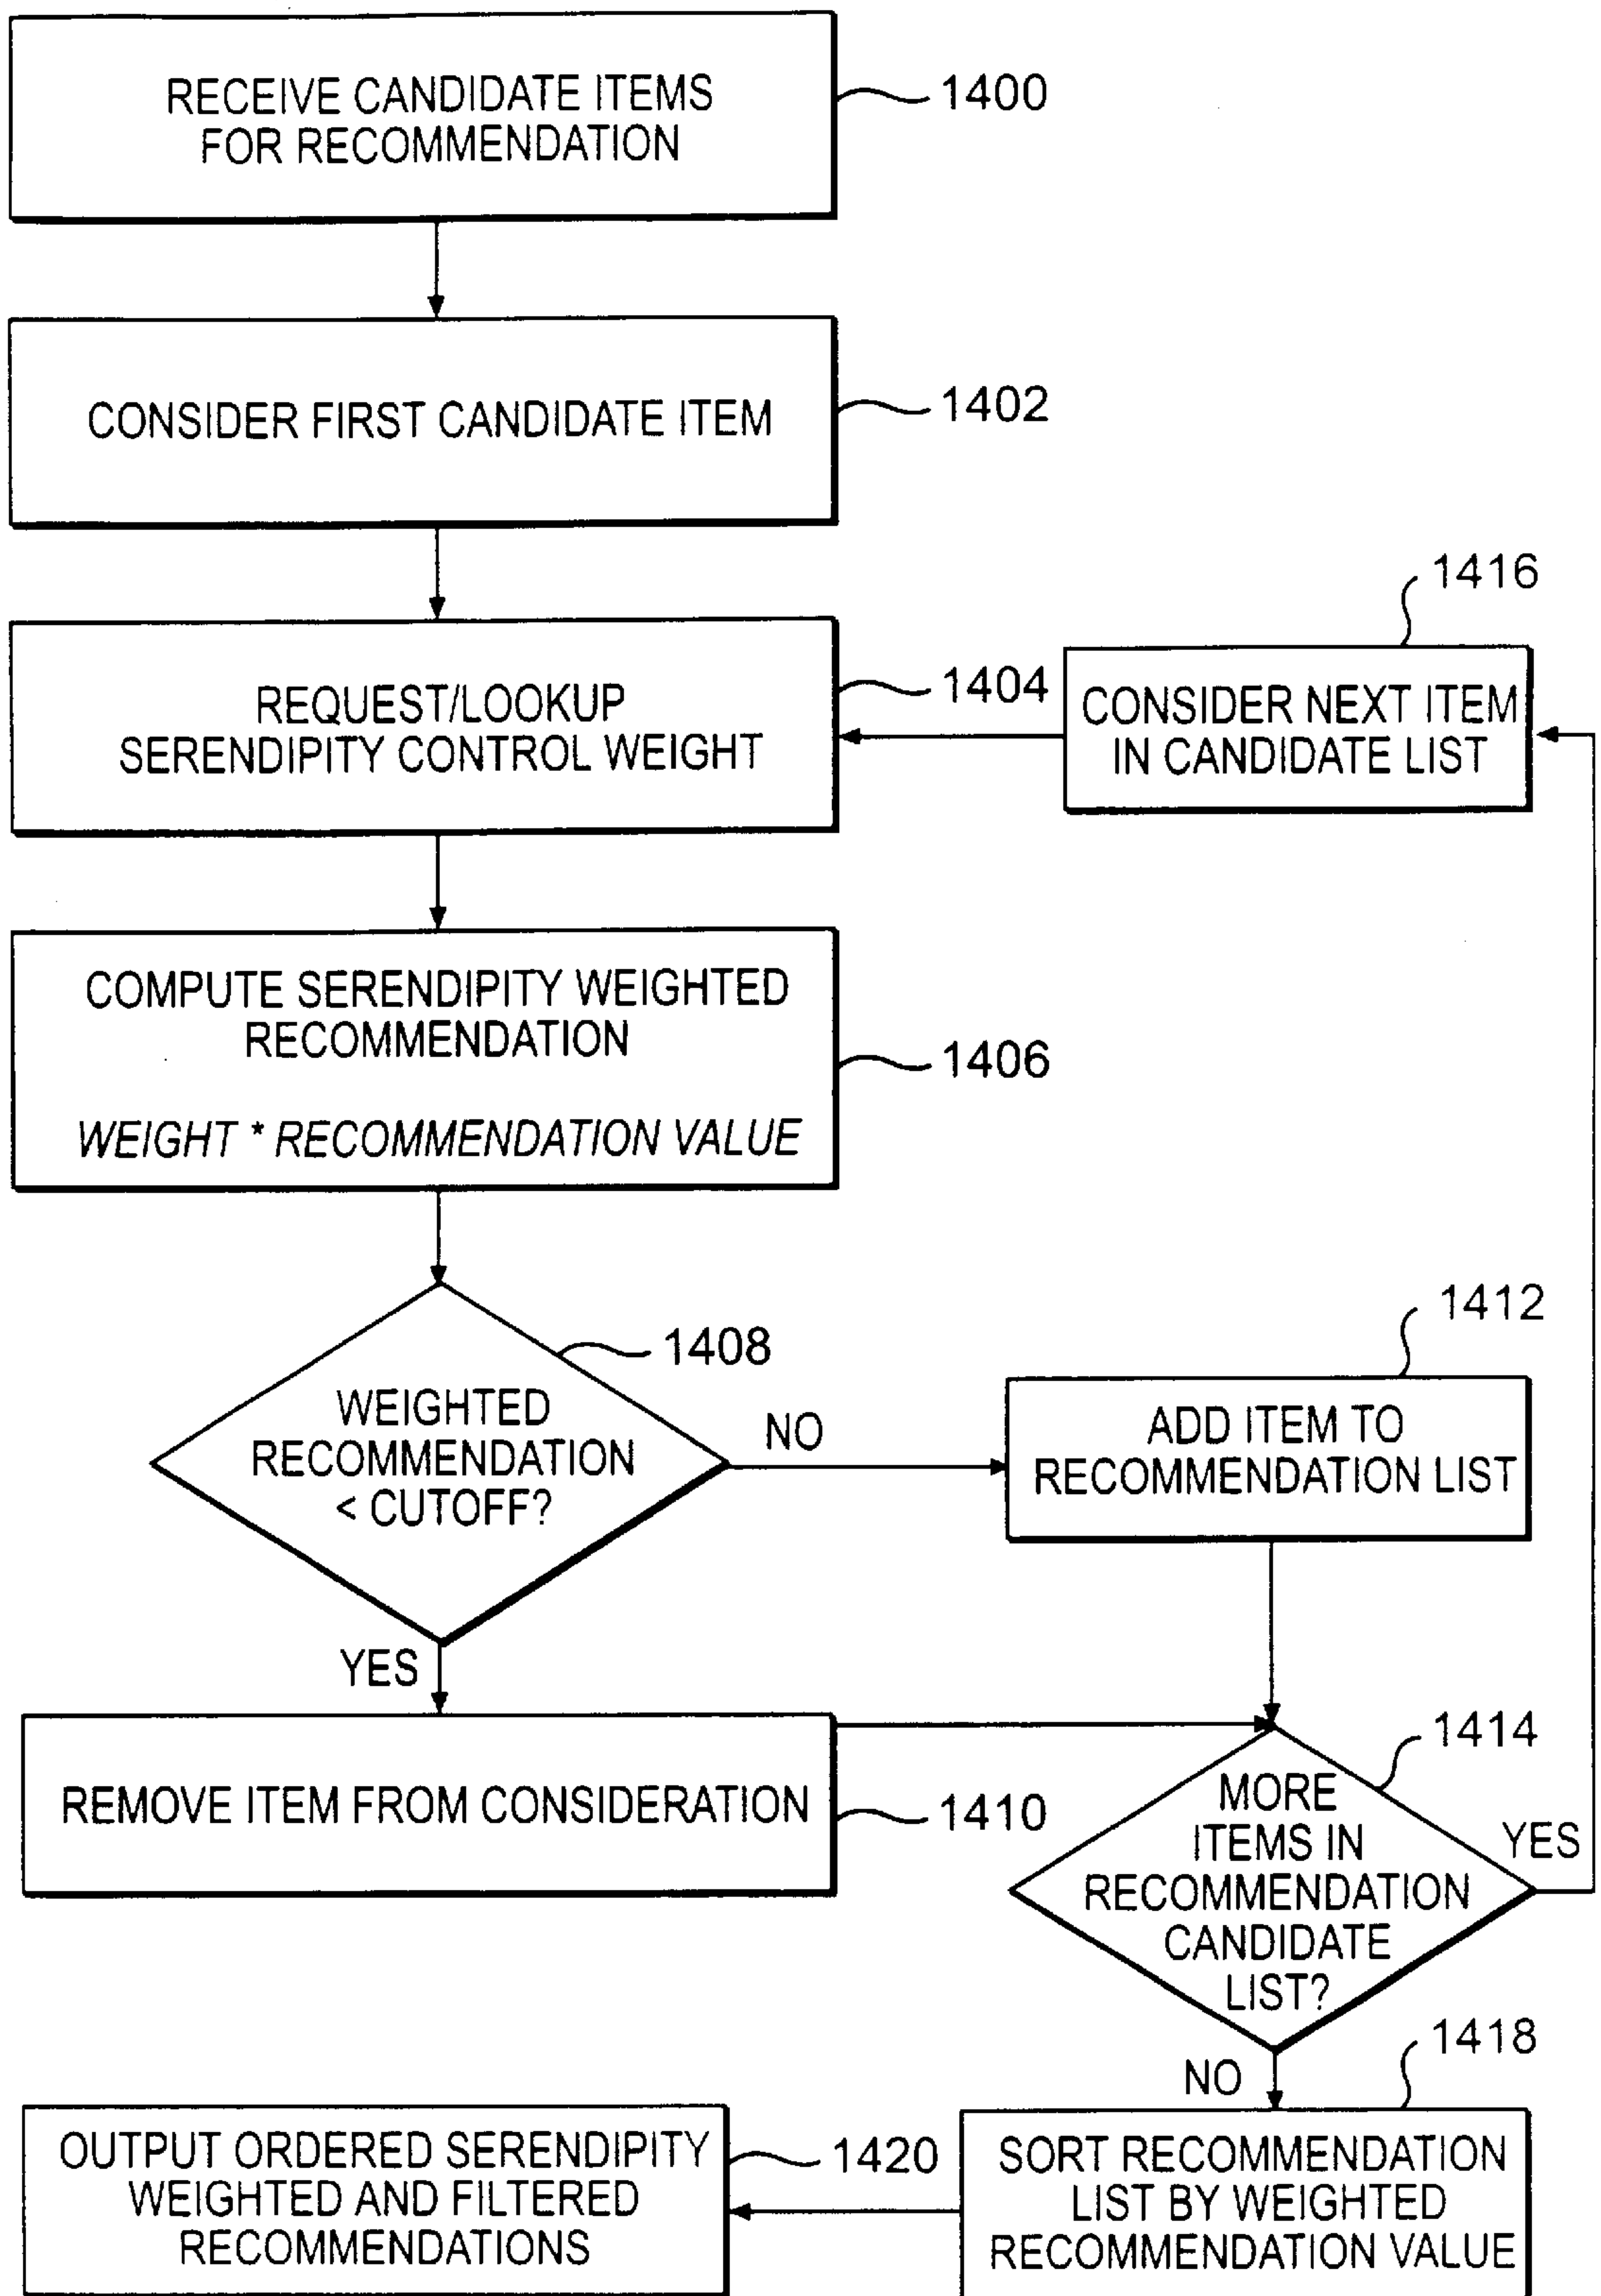 RECEIVE CANDIDATE ITEMS
FOR RECOMMENDATION
1400
CONSIDER FIRST CANDIDATE ITEM
1402
1416
REQUEST/LOOKUP
SERENDIPITY CONTROL WEIGHT
1404
CONSIDER NEXT ITEM
IN CANDIDATE LIST
COMPUTE SERENDIPITY WEIGHTED
RECOMMENDATION
WEIGHT * RECOMMENDATION VALUE
1406
1408
WEIGHTED
RECOMMENDATION
< CUTOFF?
NO
1412
ADD ITEM TO
RECOMMENDATION LIST
YES
REMOVE ITEM FROM CONSIDERATION
1410
1414
MORE
ITEMS IN
RECOMMENDATION
CANDIDATE
LIST?
YES
NO
1418
SORT RECOMMENDATION
LIST BY WEIGHTED
RECOMMENDATION VALUE
OUTPUT ORDERED SERENDIPITY
WEIGHTED AND FILTERED
RECOMMENDATIONS
1420